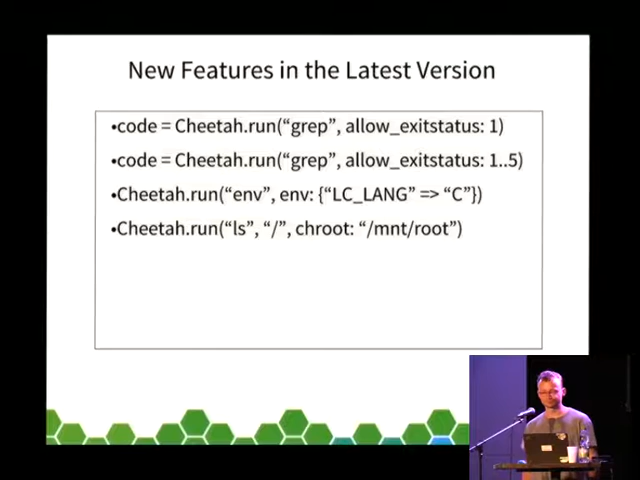 New Features in the Latest Version
•code = Cheetah.run(“grep”, allow_exitstatus: 1)
•code = Cheetah.run(“grep”, allow_exitstatus: 1..5)
•Cheetah.run(“env”, env: {“LC_LANG” => “C”})
•Cheetah.run(“ls”, “/”, chroot: “/mnt/root”)